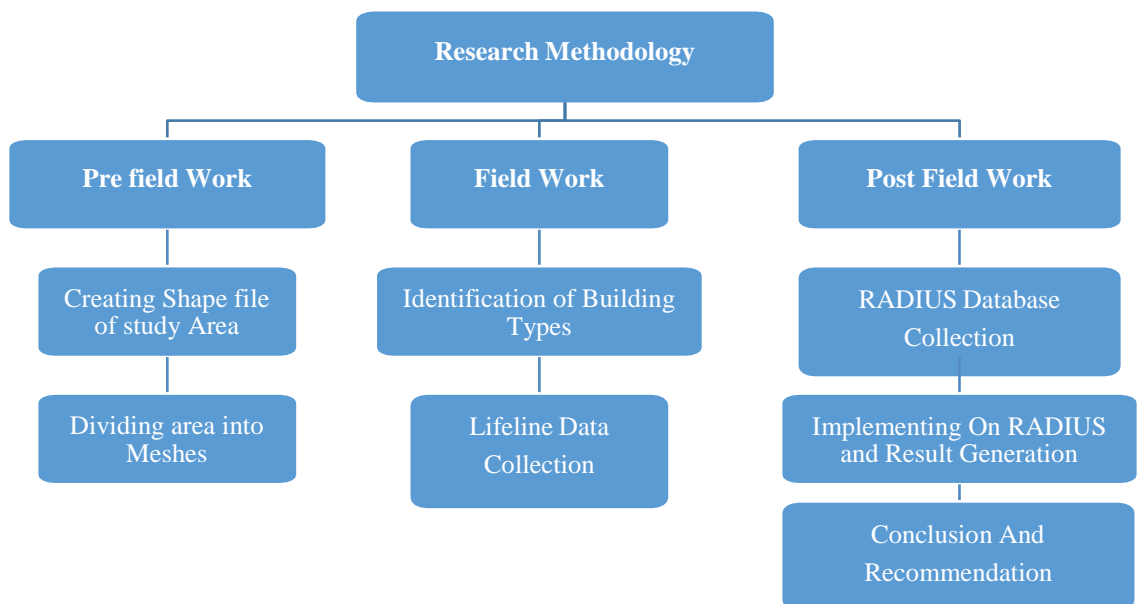 Research Methodology
Pre field Work
Creating Shape file
of study Area
Dividing area into
Meshes
Field Work
Identification of Building
Types
Lifeline Data
Collection
Post Field Work
RADIUS Database
Collection
Implementing On RADIUS
and Result Generation
Conclusion And
Recommendation